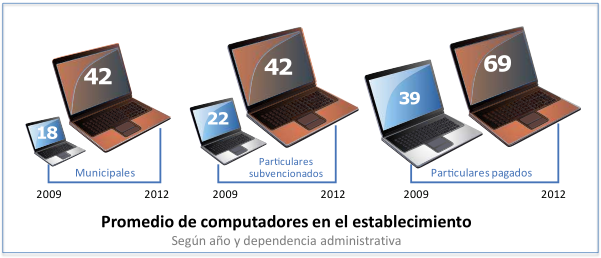 18
42
22
42
39
69
Municipales
Particulares
subvencionados
Particulares pagados
2009
2012
2009
2012
2009
2012
Promedio de computadores en el establecimiento
Según año y dependencia administrativa